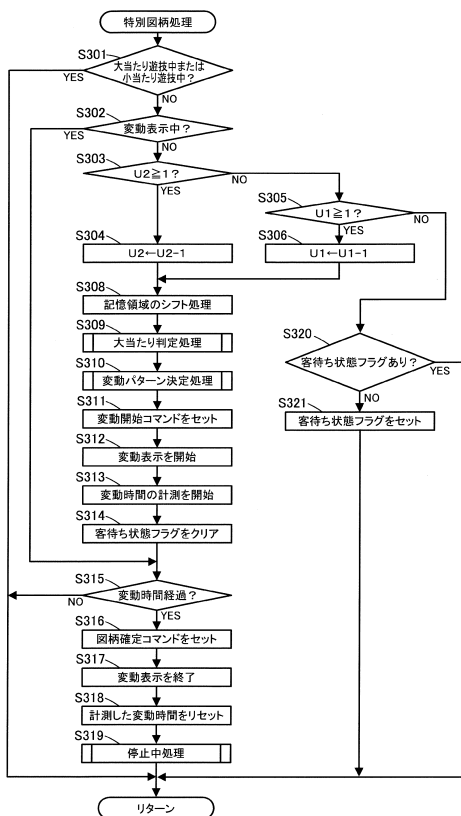 特別図柄処理
S301
大当たり遊技中または
小当たり遊技中？
YES
NO
S302
変動表示中？
YES
NO
S303
U2≧1？
NO
YES
S305
U1≧1？
NO
YES
S304
U2←U2-1
S306
U1←U1-1
S308
記憶領域のシフト処理
S309
大当たり判定処理
S310
変動パターン決定処理
S311
変動開始コマンドをセット
S312
変動表示を開始
S313
変動時間の計測を開始
S314
客待ち状態フラグをクリア
S320
客待ち状態フラグあり？
YES
NO
S321
客待ち状態フラグをセット
S315
変動時間経過？
NO
YES
S316
図柄確定コマンドをセット
S317
変動表示を終了
S318
計測した変動時間をリセット
S319
停止中処理
リターン